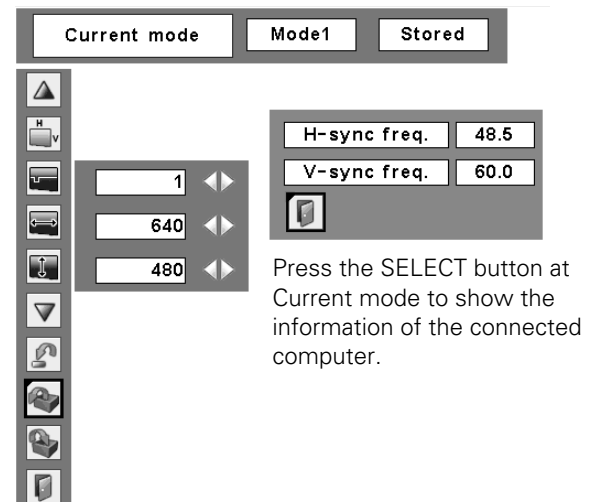 Current mode Mode1 Stored
H
V
H-sync freq. 48.5
V-sync freq. 60.0
1
640
480
Press the SELECT button at
Current mode to show the
information of the connected
computer.